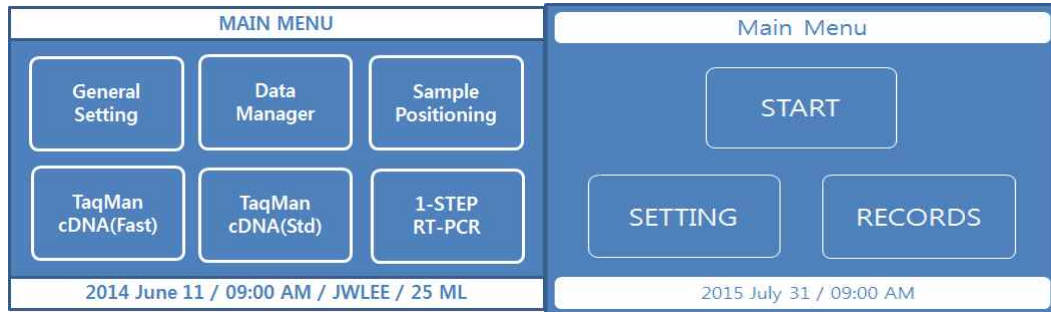 MAIN MENU
General
Setting
Data
Manager
Sample
Positioning
TaqMan
cDNA(Fast)
TaqMan
cDNA(Std)
1-STEP
RT-PCR
2014 June 11 / 09:00 AM / JWLEE / 25 ML
Main Menu
START
SETTING
RECORDS
2015 July 31 / 09:00 AM